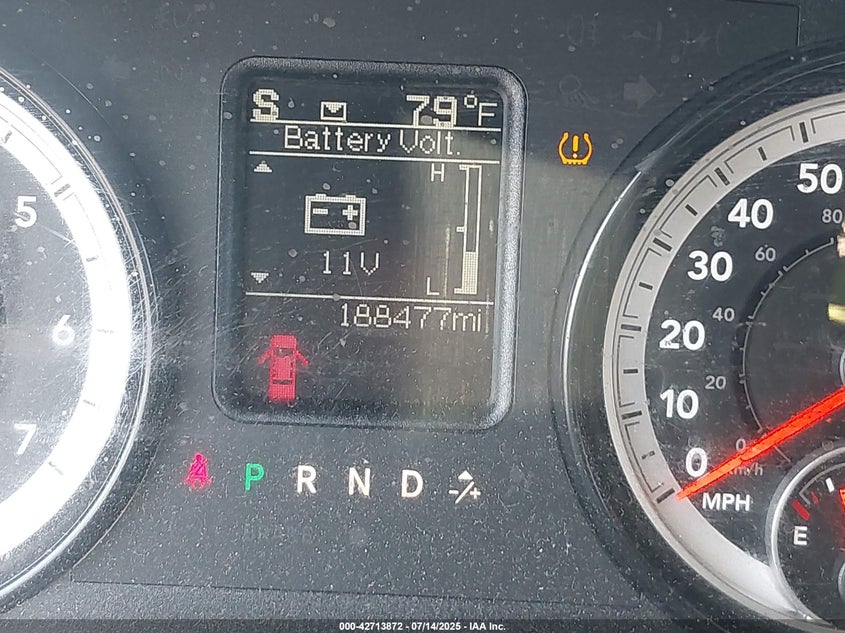 S 79°F
Battery Volt.
H
11V
L
188477mi
P R N D -/+
5
6
7
50
40
30
20
10
0
MPH
80
60
40
20
0
km/h
E
000-42713872 - 07/14/2025 - IAA Inc.